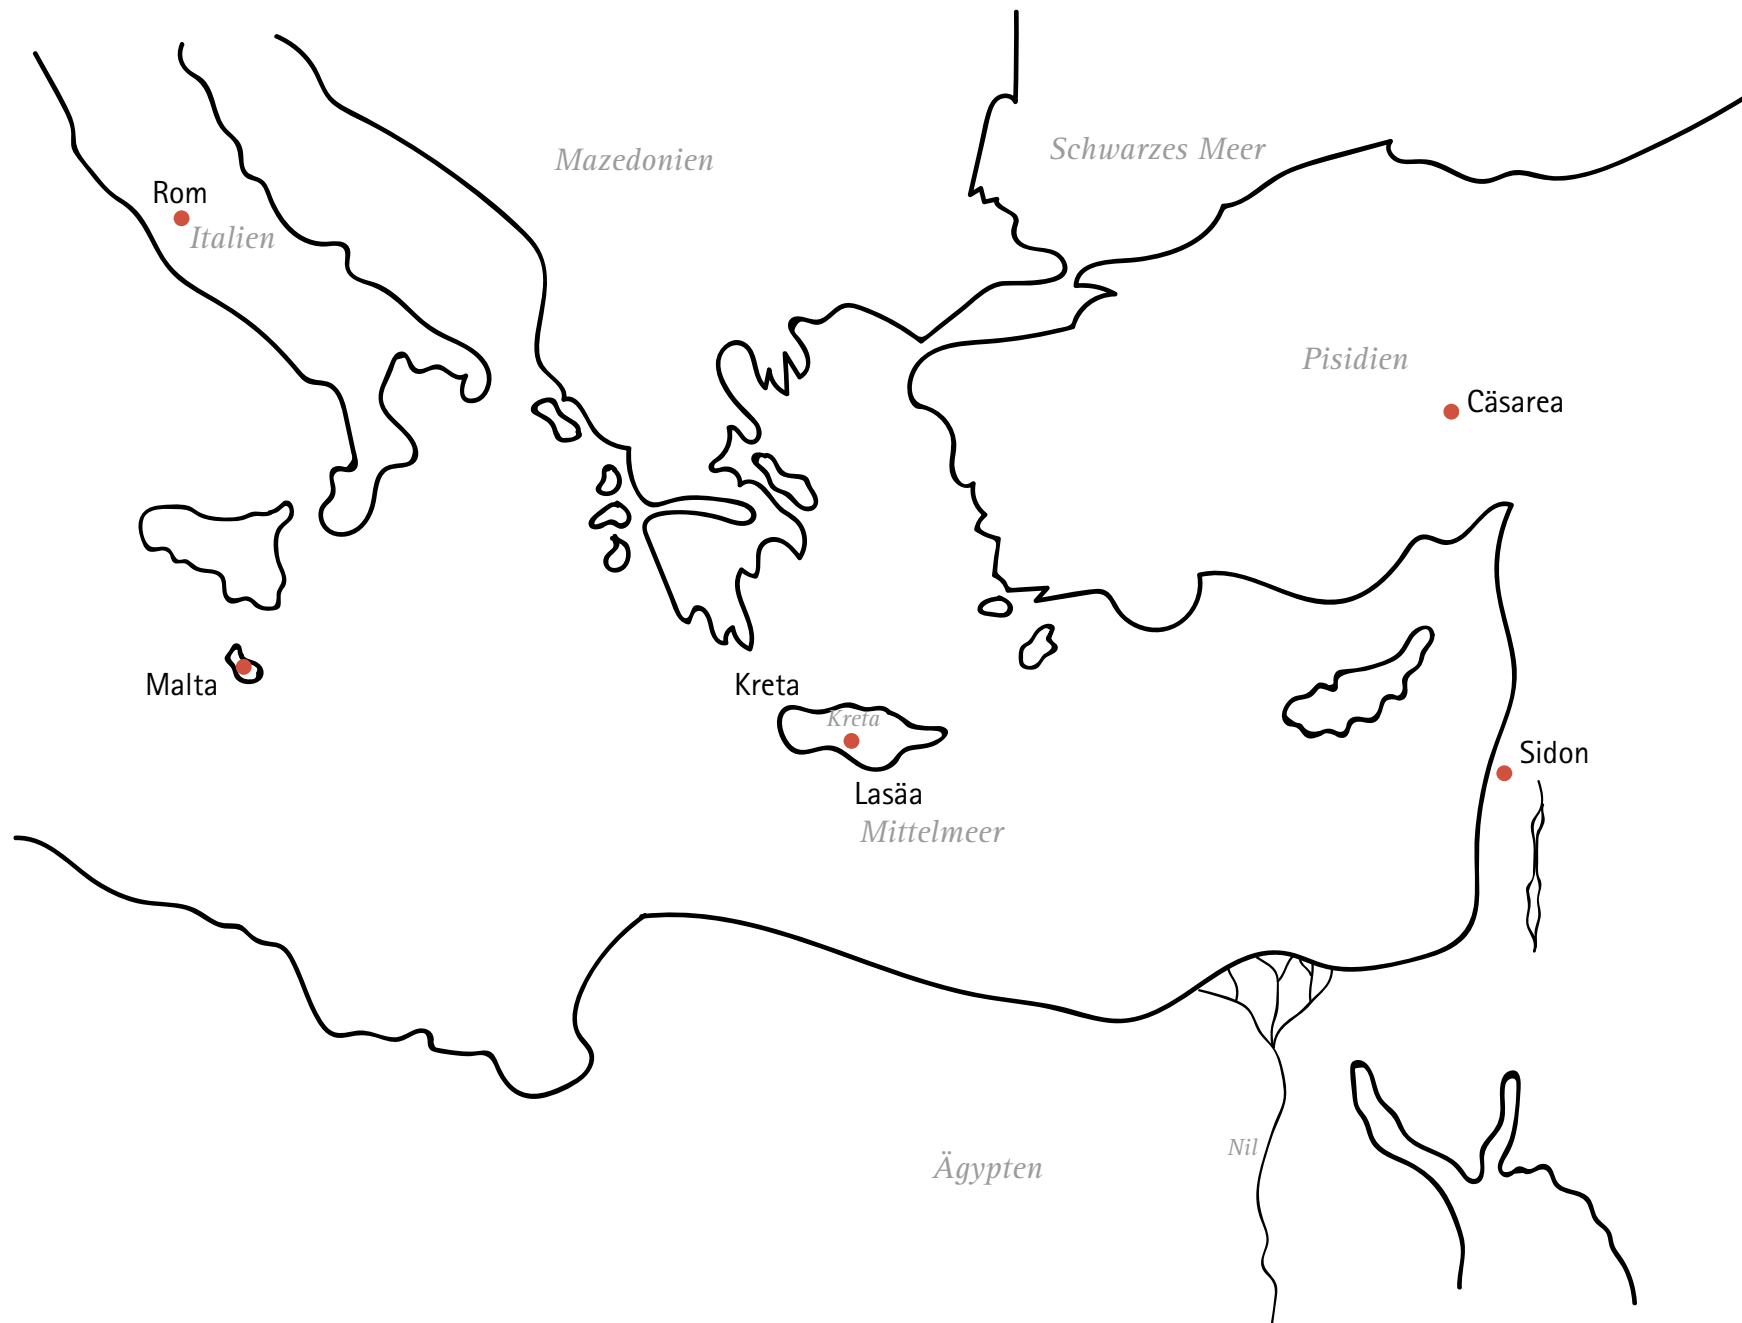 Schwarzes Meer
Mazedonien
Rom
Italien
Pisidien
Cäsarea
Malta
Kreta
Kreta
Sidon
Lasäa
Mittelmeer
Nil
Ägypten